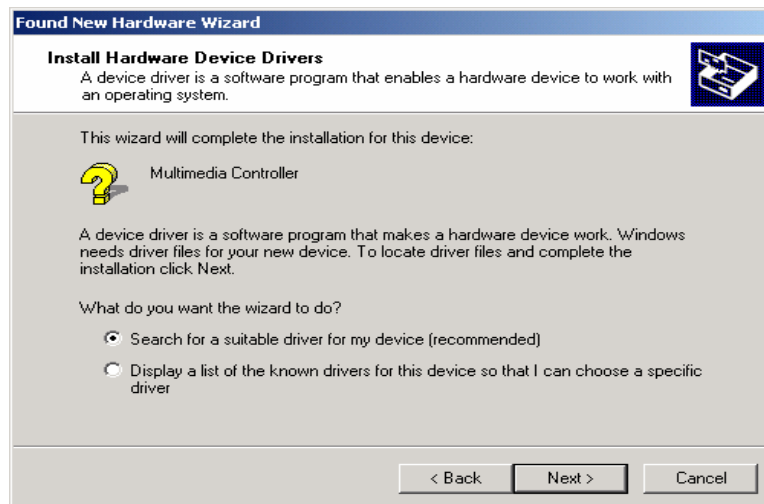 Found New Hardware Wizard
Install Hardware Device Drivers
A device driver is a software program that enables a hardware device to work with
an operating system.
This wizard will complete the installation for this device:
Multimedia Controller
A device driver is a software program that makes a hardware device work. Windows
needs driver files for your new device. To locate driver files and complete the
installation click Next.
What do you want the wizard to do?
Search for a suitable driver for my device (recommended)
Display a list of the known drivers for this device so that I can choose a specific
driver
< Back Next > Cancel